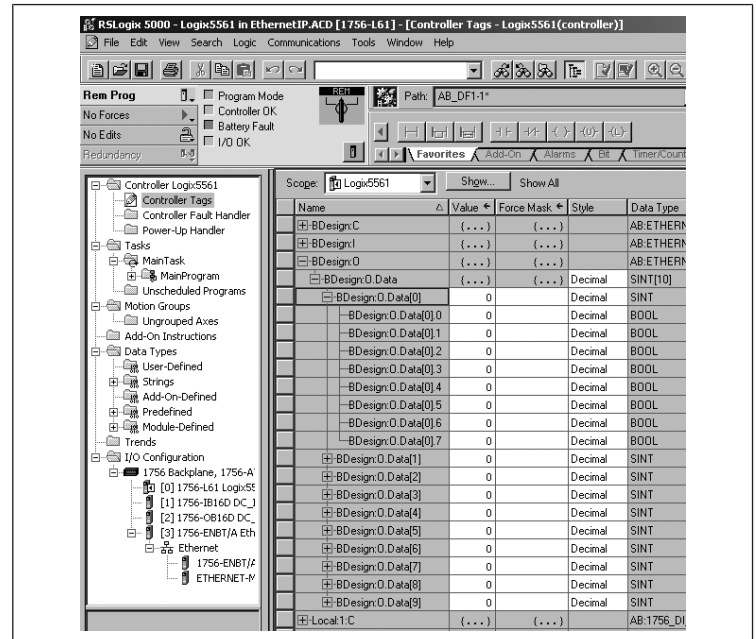 RSLogix 5000 - Logix5561 in EthernetIP.ACD [1756-L61] - [Controller Tags - Logix5561(controller)]
File Edit View Search Logic Communications Tools Window Help
Rem Prog
No Forces
No Edits
Redundancy
Program Mode
Controller OK
Battery Fault
I/O OK
REM
Path: AB_DF1-1*
Favorites Add-On Alarms Bit Timer/Count
Controller Logix5561
Controller Tags
Controller Fault Handler
Power-Up Handler
Tasks
MainTask
MainProgram
Unscheduled Programs
Motion Groups
Ungrouped Axes
Add-On Instructions
Data Types
User-Defined
Strings
Add-On-Defined
Predefined
Module-Defined
Trends
I/O Configuration
1756 Backplane, 1756-A
[0] 1756-L61 Logix55
[1] 1756-IB16D DC_I
[2] 1756-OB16D DC_
[3] 1756-ENBT/A Eth
Ethernet
1756-ENBT/A
ETHERNET-M
Scope: Logix5561 Show... Show All
Name Value Force Mask Style Data Type
BDesign:C {...} {...} AB:ETHERN
BDesign:I {...} {...} AB:ETHERN
BDesign:O {...} {...} AB:ETHERN
BDesign:O.Data {...} {...} Decimal SINT[10]
BDesign:O.Data[0] 0 Decimal SINT
BDesign:O.Data[0].0 0 Decimal BOOL
BDesign:O.Data[0].1 0 Decimal BOOL
BDesign:O.Data[0].2 0 Decimal BOOL
BDesign:O.Data[0].3 0 Decimal BOOL
BDesign:O.Data[0].4 0 Decimal BOOL
BDesign:O.Data[0].5 0 Decimal BOOL
BDesign:O.Data[0].6 0 Decimal BOOL
BDesign:O.Data[0].7 0 Decimal BOOL
BDesign:O.Data[1] 0 Decimal SINT
BDesign:O.Data[2] 0 Decimal SINT
BDesign:O.Data[3] 0 Decimal SINT
BDesign:O.Data[4] 0 Decimal SINT
BDesign:O.Data[5] 0 Decimal SINT
BDesign:O.Data[6] 0 Decimal SINT
BDesign:O.Data[7] 0 Decimal SINT
BDesign:O.Data[8] 0 Decimal SINT
BDesign:O.Data[9] 0 Decimal SINT
Local:1:C {...} {...} AB:1756_DI